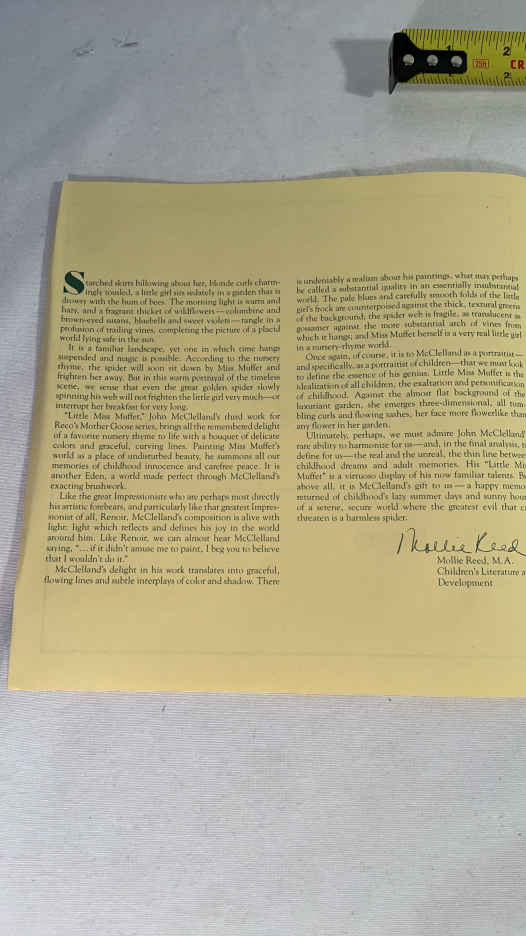 1
2
25ft
CR
2
Starched skirts billowing about her, blonde curls charm-
ingly tousled, a little girl sits sedately in a garden that is
drowsy with the hum of bees. The morning light is warm and
hazy, and a fragrant thicket of wildflowers—columbine and
brown-eyed susans, bluebells and sweet violets—tangle in a
profusion of trailing vines, completing the picture of a placid
world lying safe in the sun.
It is a familiar landscape, yet one in which time hangs
suspended and magic is possible. According to the nursery
rhyme, the spider will soon sit down by Miss Muffet and
frighten her away. But in this warm portrayal of the timeless
scene, we sense that even the great golden spider slowly
spinning his web will not frighten the little girl very much—or
interrupt her breakfast for very long.
"Little Miss Muffet," John McClelland's third work for
Reco's Mother Goose series, brings all the remembered delight
of a favorite nursery rhyme to life with a bouquet of delicate
colors and graceful, curving lines. Painting Miss Muffet's
world as a place of undisturbed beauty, he summons all our
memories of childhood innocence and carefree peace. It is
another Eden, a world made perfect through McClelland's
exacting brushwork.
Like the great Impressionists who are perhaps most directly
his artistic forebears, and particularly like that greatest Impres-
sionist of all, Renoir, McClelland's composition is alive with
light: light which reflects and defines his joy in the world
around him. Like Renoir, we can almost hear McClelland
saying, "... if it didn't amuse me to paint, I beg you to believe
that I wouldn't do it."
McClelland's delight in his work translates into graceful,
flowing lines and subtle interplays of color and shadow. There
is undeniably a realism about his paintings, what may perhaps
be called a substantial quality in an essentially insubstantial
world. The pale blues and carefully smooth folds of the little
girl's frock are counterpoised against the thick, textural greens
of the background; the spider web is fragile, as translucent as
gossamer against the more substantial arch of vines from
which it hangs; and Miss Muffet herself is a very real little girl
in a nursery-rhyme world.
Once again, of course, it is to McClelland as a portraitist—
and specifically, as a portraitist of children—that we must look
to define the essence of his genius. Little Miss Muffet is the
idealization of all children, the exaltation and personification
of childhood. Against the almost flat background of the
luxuriant garden, she emerges three-dimensional, all tum-
bling curls and flowing sashes, her face more flowerlike than
any flower in her garden.
Ultimately, perhaps, we must admire John McClelland'
rare ability to harmonize for us—and, in the final analysis, t
define for us—the real and the unreal, the thin line betwee
childhood dreams and adult memories. His "Little Mi
Muffet" is a virtuoso display of his now familiar talents. B
above all, it is McClelland's gift to us—a happy memo
returned of childhood's lazy summer days and sunny hour
of a serene, secure world where the greatest evil that c
threaten is a harmless spider.
Mollie Reed
Mollie Reed, M.A.
Children's Literature a
Development